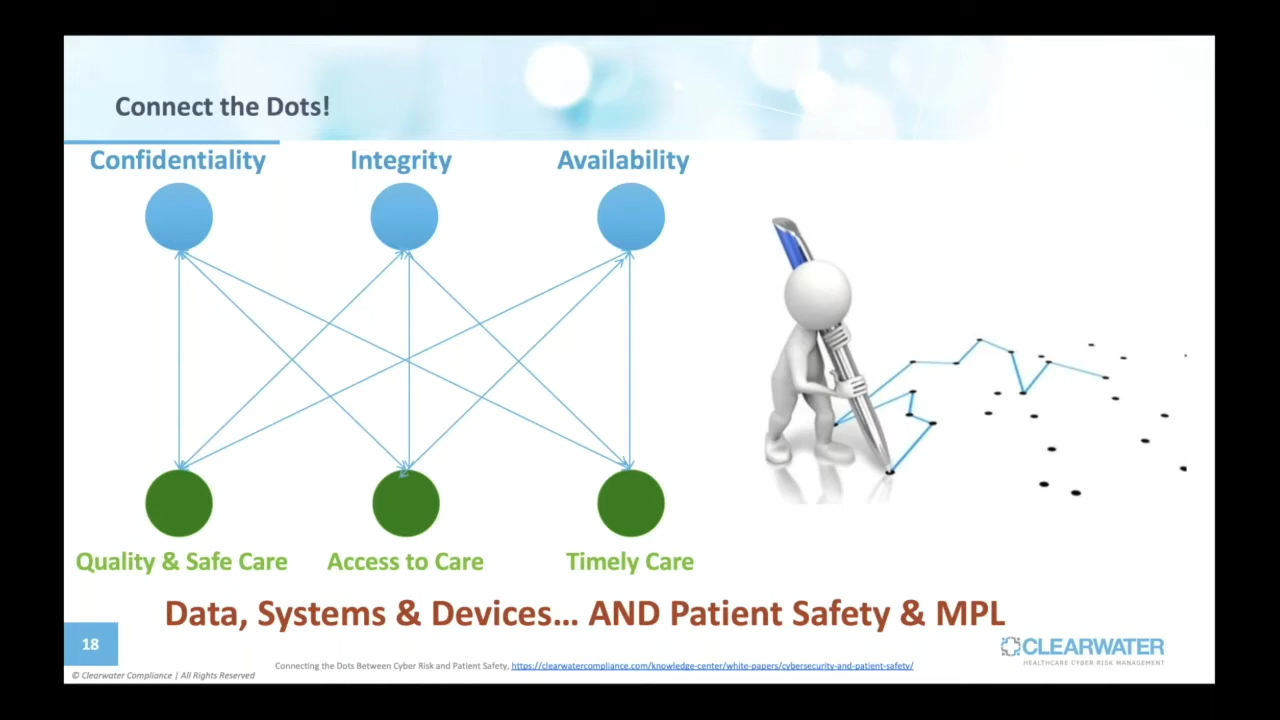 Connect the Dots!
Confidentiality Integrity Availability
Quality & Safe Care Access to Care Timely Care
Data, Systems & Devices... AND Patient Safety & MPL
18
CLEARWATER
HEALTHCARE CYBER RISK MANAGEMENT
Connecting the Dots Between Cyber Risk and Patient Safety, https://clearwatercompliance.com/knowledge-center/white-papers/cybersecurity-and-patient-safety/
© Clearwater Compliance | All Rights Reserved